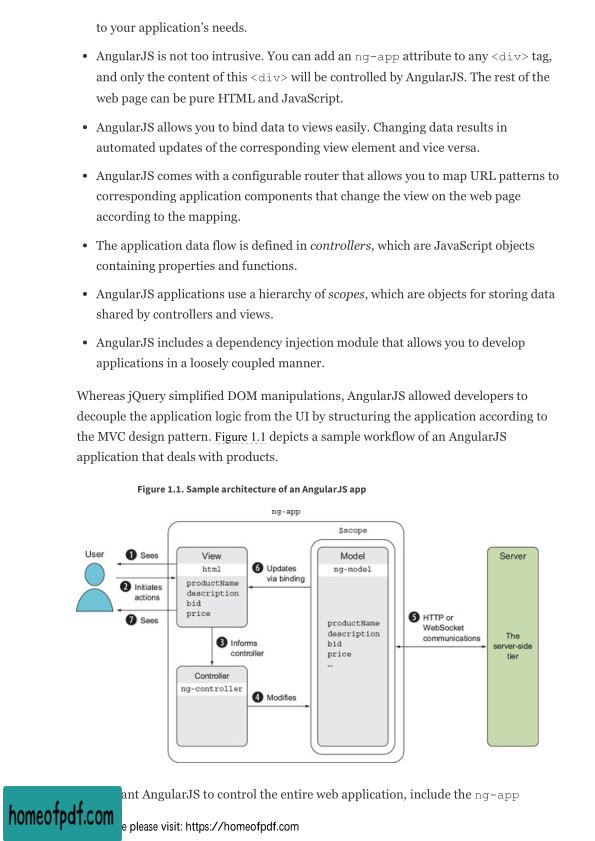 to your application’s needs.
• AngularJS is not too intrusive. You can add an ng-app attribute to any <div> tag,
and only the content of this <div> will be controlled by AngularJS. The rest of the
web page can be pure HTML and JavaScript.
• AngularJS allows you to bind data to views easily. Changing data results in
automated updates of the corresponding view element and vice versa.
• AngularJS comes with a configurable router that allows you to map URL patterns to
corresponding application components that change the view on the web page
according to the mapping.
• The application data flow is defined in controllers, which are JavaScript objects
containing properties and functions.
• AngularJS applications use a hierarchy of scopes, which are objects for storing data
shared by controllers and views.
• AngularJS includes a dependency injection module that allows you to develop
applications in a loosely coupled manner.
Whereas jQuery simplified DOM manipulations, AngularJS allowed developers to
decouple the application logic from the UI by structuring the application according to
the MVC design pattern. Figure 1.1 depicts a sample workflow of an AngularJS
application that deals with products.
Figure 1.1. Sample architecture of an AngularJS app
ng-app
$scope
User
1 Sees
2 Initiates
actions
7 Sees
View
html
productName
description
bid
price
3 Informs
controller
Controller
ng-controller
4 Modifies
6 Updates
via binding
Model
ng-model
productName
description
bid
price
…
5 HTTP or
WebSocket
communications
Server
The
server-side
tier
ant AngularJS to control the entire web application, include the ng-app
homeofpdf.com
e please visit: https://homeofpdf.com